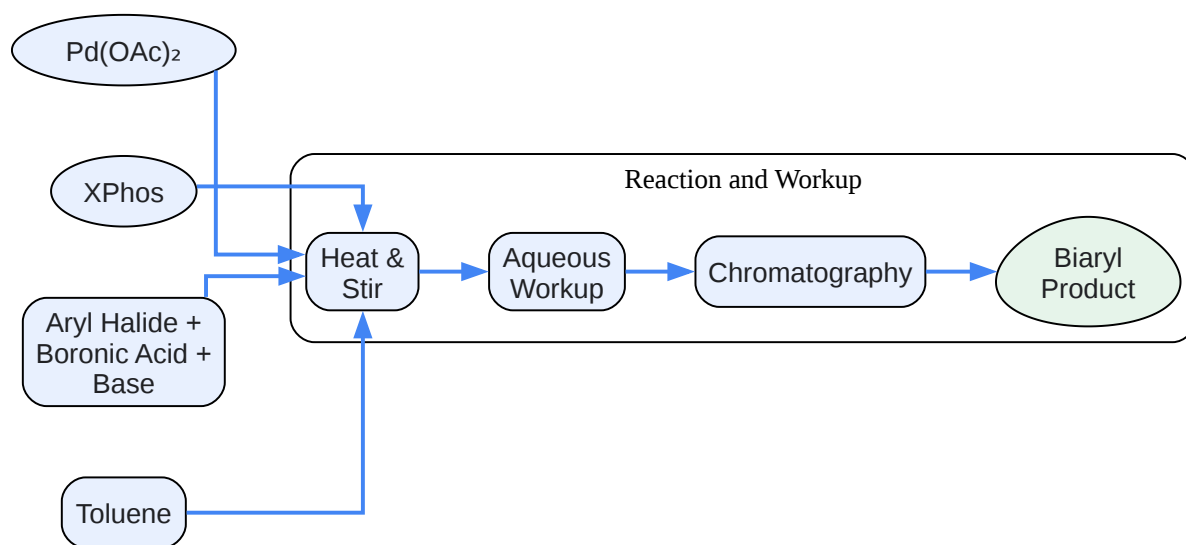 Pd(OAc)₂
XPhos
Reaction and Workup
Heat &
Stir
Aqueous
Workup
Chromatography
Biaryl
Product
Aryl Halide +
Boronic Acid +
Base
Toluene